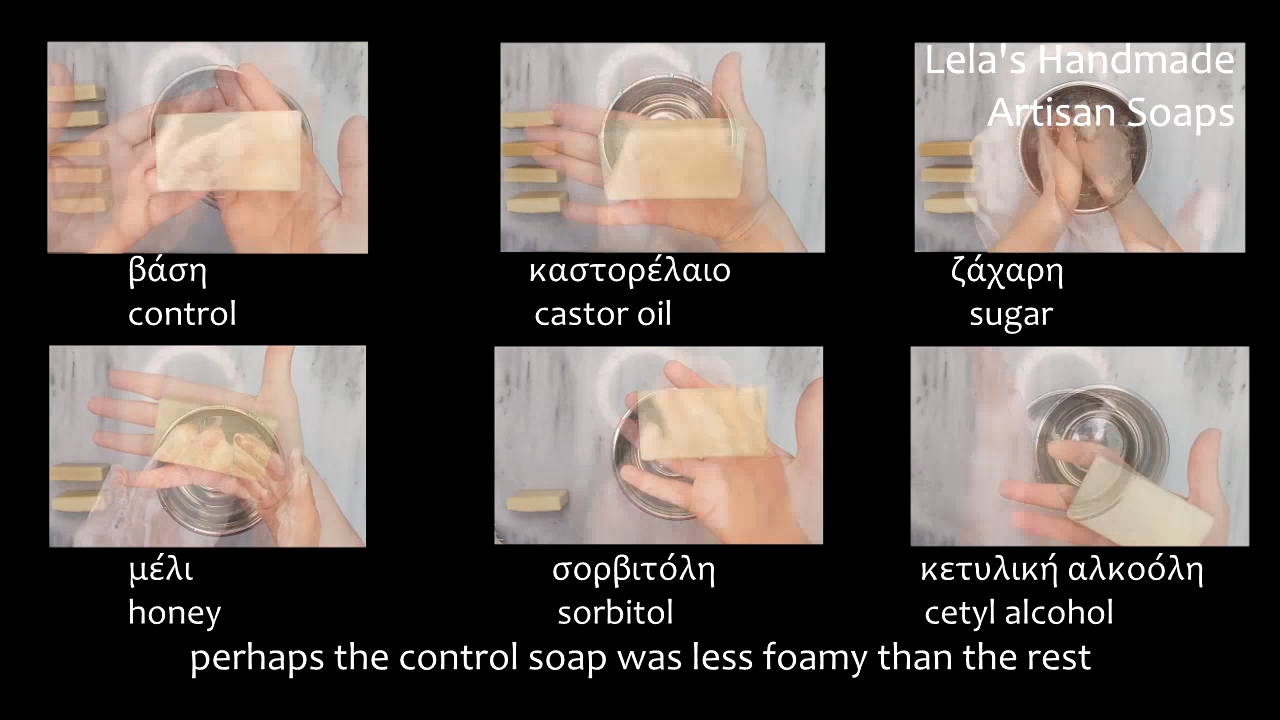 Lela's Handmade
Artisan Soaps
βάση
control
καστορέλαιο
castor oil
ζάχαρη
sugar
μέλι
honey
σορβιτόλη
sorbitol
κετυλική αλκοόλη
cetyl alcohol
perhaps the control soap was less foamy than the rest